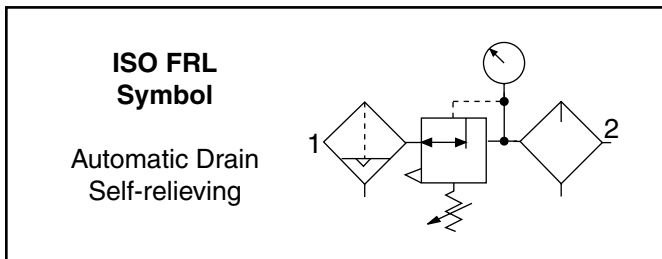 ISO FRL
Symbol
Automatic Drain
Self-relieving
1
2